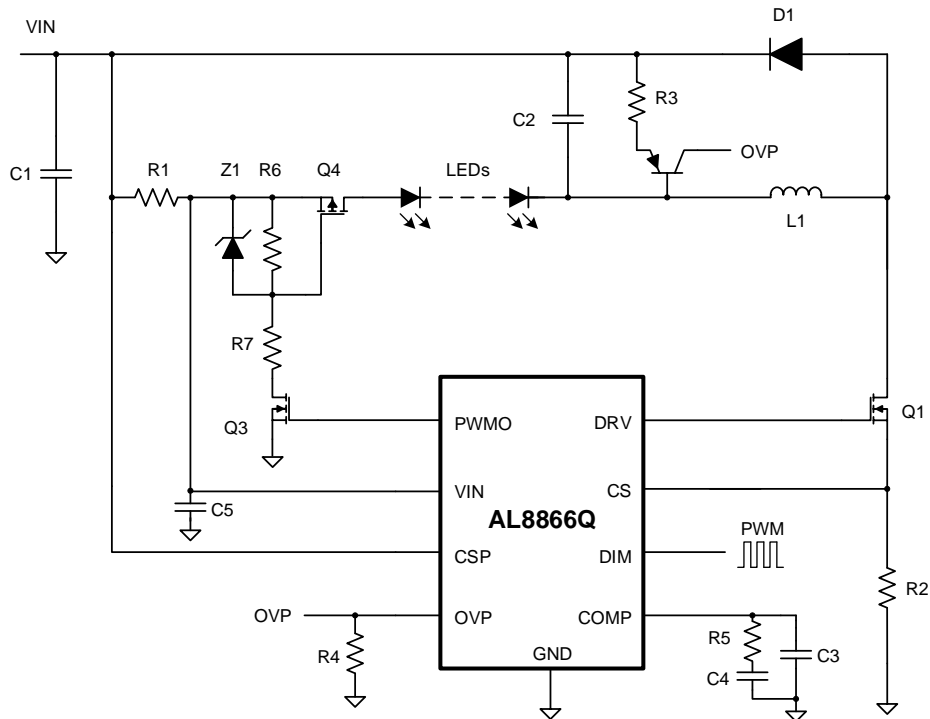 D1
VIN
R3
C2
OVP
C1
R1
Z1
R6
Q4
LEDs
L1
R7
Q3
PWMO
DRV
Q1
VIN
CS
C5
AL8866Q
PWM
CSP
DIM
R2
OVP
OVP
COMP
R4
R5
C3
GND
C4